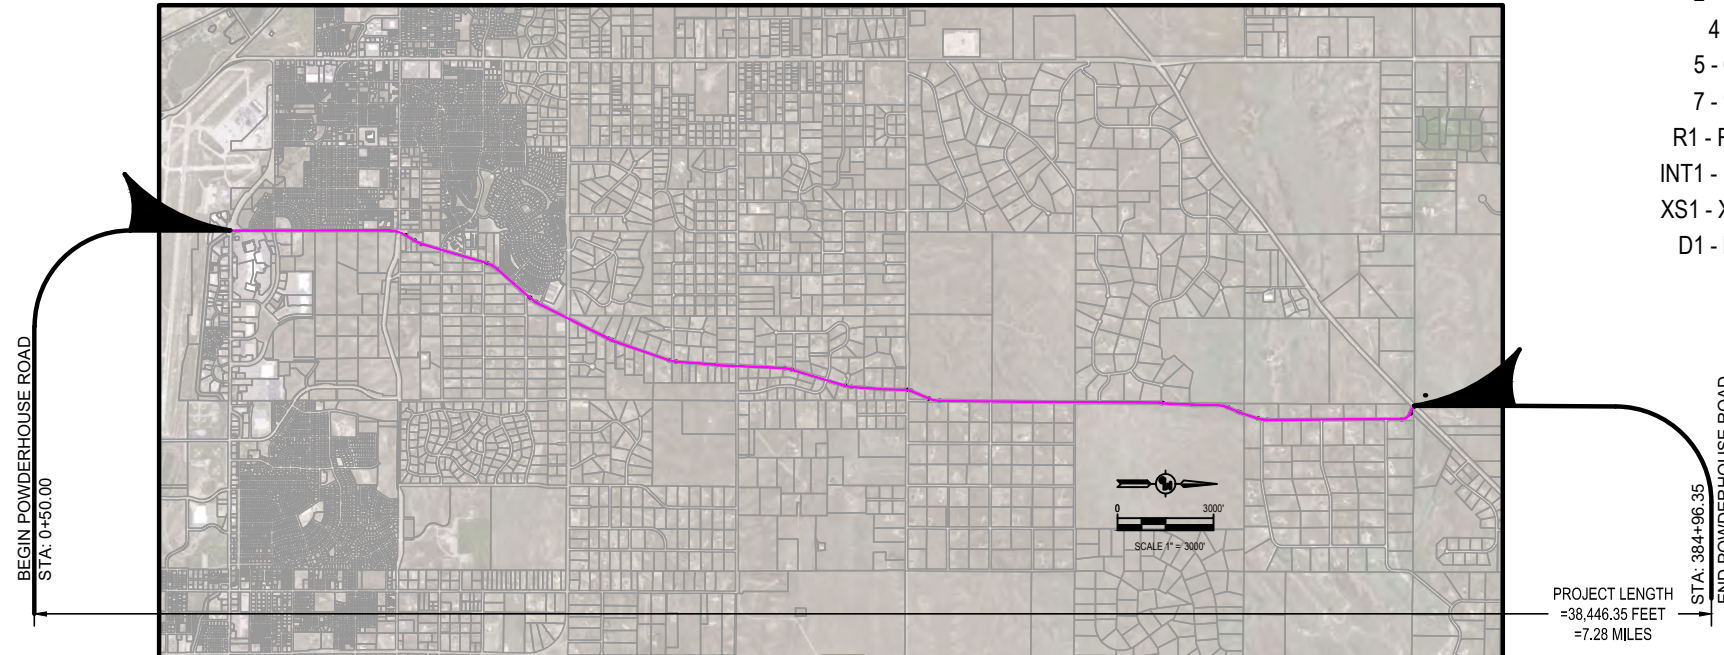 4
5 -
7 -
R1 -
INT1 -
XS1 -
D1 -
BEGIN POWDERHOUSE ROAD
STA: 0+50.00
0 3000'
SCALE 1" = 3000'
PROJECT LENGTH
=38,446.35 FEET
=7.28 MILES
STA: 384+96.35
END POWDERHOUSE ROAD